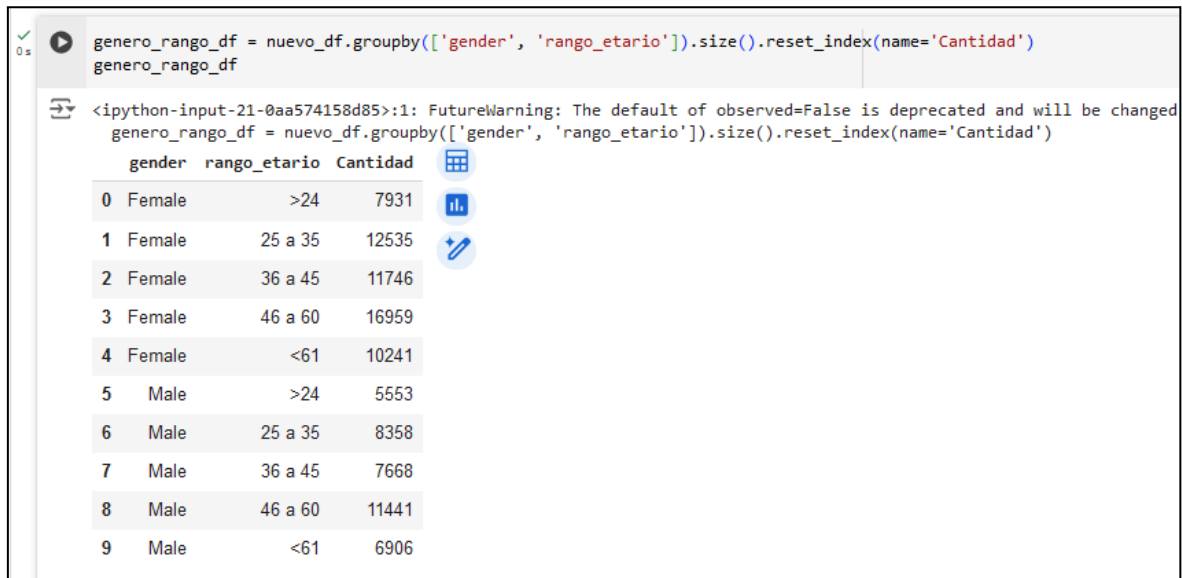 0 s
genero_rango_df = nuevo_df.groupby(['gender', 'rango_etario']).size().reset_index(name='Cantidad')
genero_rango_df
<ipython-input-21-0aa574158d85>:1: FutureWarning: The default of observed=False is deprecated and will be changed
genero_rango_df = nuevo_df.groupby(['gender', 'rango_etario']).size().reset_index(name='Cantidad')
gender rango_etario Cantidad
0 Female >24 7931
1 Female 25 a 35 12535
2 Female 36 a 45 11746
3 Female 46 a 60 16959
4 Female <61 10241
5 Male >24 5553
6 Male 25 a 35 8358
7 Male 36 a 45 7668
8 Male 46 a 60 11441
9 Male <61 6906